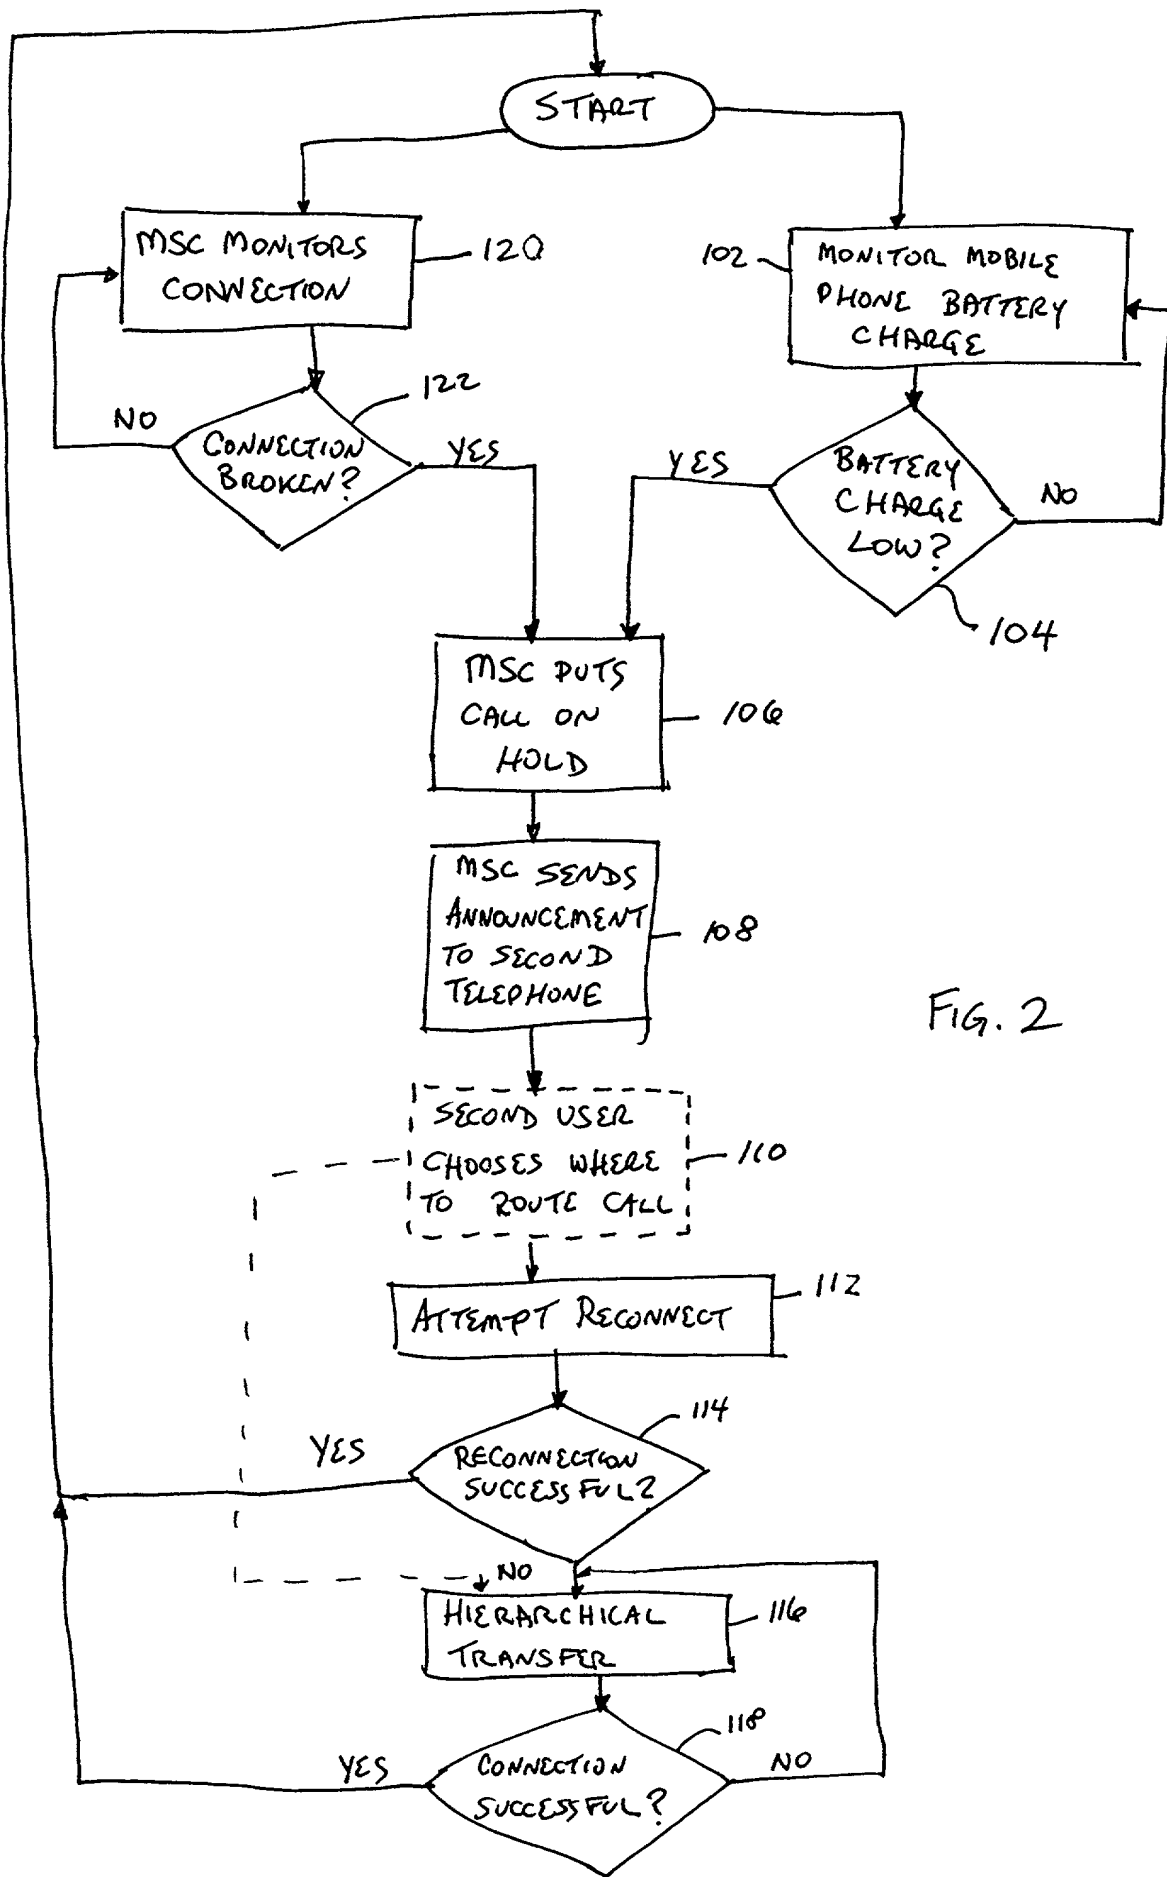 START
MSC MONITORS
CONNECTION
120
102
MONITOR MOBILE
PHONE BATTERY
CHARGE
122
NO
CONNECTION
BROKEN?
YES
YES
BATTERY
CHARGE
LOW?
NO
104
MSC PUTS
CALL ON
HOLD
106
MSC SENDS
ANNOUNCEMENT
TO SECOND
TELEPHONE
108
FIG. 2
SECOND USER
CHOOSES WHERE
TO ROUTE CALL
110
ATTEMPT RECONNECT
112
114
YES
RECONNECTION
SUCCESSFUL?
NO
HIERARCHICAL
TRANSFER
116
118
YES
CONNECTION
SUCCESSFUL?
NO